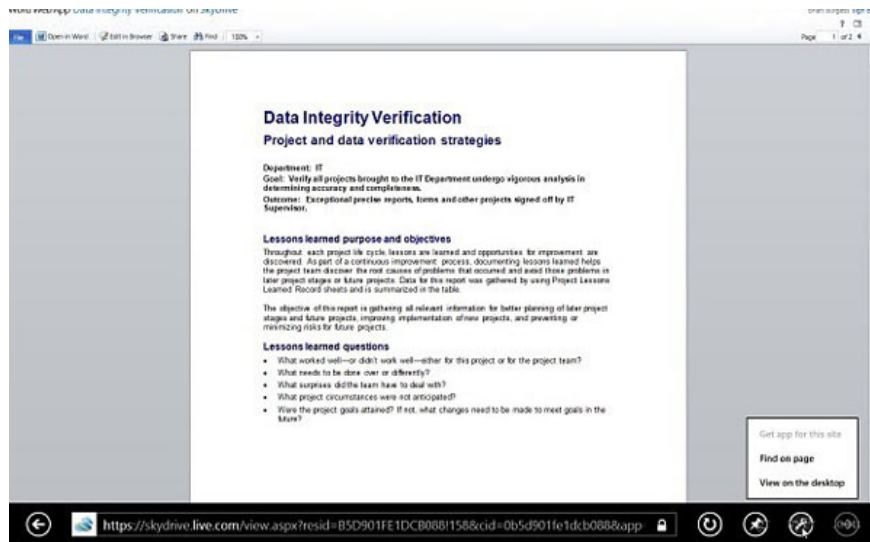 Word Web App Data Integrity Verification on SkyDrive
File Open in Word Edit in Browser Share Find 100%
Page 1 of 2
Data Integrity Verification
Project and data verification strategies
Department: IT
Goal: Verify all projects brought to the IT Department undergo vigorous analysis in
determining accuracy and completeness.
Outcome: Exceptional precise reports, forms and other projects signed off by IT
Supervisor.
Lessons learned purpose and objectives
Throughout each project life cycle, lessons are learned and opportunities for improvement are
discovered. As part of a continuous improvement process, documenting lessons learned helps
the project team discover the root causes of problems that occurred and avoid those problems in
later project stages or future projects. Data for this report was gathered by using Project Lessons
Learned Record sheets and is summarized in the table.
The objective of this report is gathering all relevant information for better planning of later project
stages and future projects, improving implementation of new projects, and preventing or
minimizing risks for future projects.
Lessons learned questions
• What worked well—or didn't work well—either for this project or for the project team?
• What needs to be done over or differently?
• What surprises did the team have to deal with?
• What project circumstances were not anticipated?
• Were the project goals attained? If not, what changes need to be made to meet goals in the
future?
Get app for this site
Find on page
View on the desktop
https://skydrive.live.com/view.aspx?resid=B5D901FE1DCB088!158&cid=0b5d901fe1dcb088&app